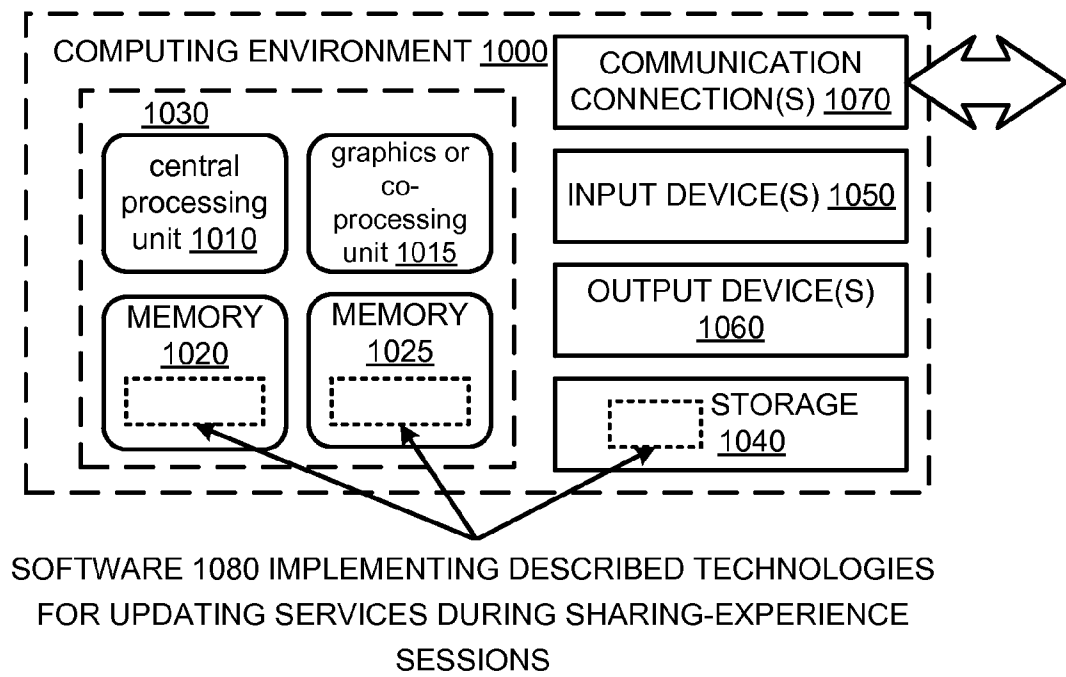 COMPUTING ENVIRONMENT 1000
1030
central
processing
unit 1010
graphics or
co-
processing
unit 1015
MEMORY
1020
MEMORY
1025
COMMUNICATION
CONNECTION(S) 1070
INPUT DEVICE(S) 1050
OUTPUT DEVICE(S)
1060
STORAGE
1040
SOFTWARE 1080 IMPLEMENTING DESCRIBED TECHNOLOGIES
FOR UPDATING SERVICES DURING SHARING-EXPERIENCE
SESSIONS